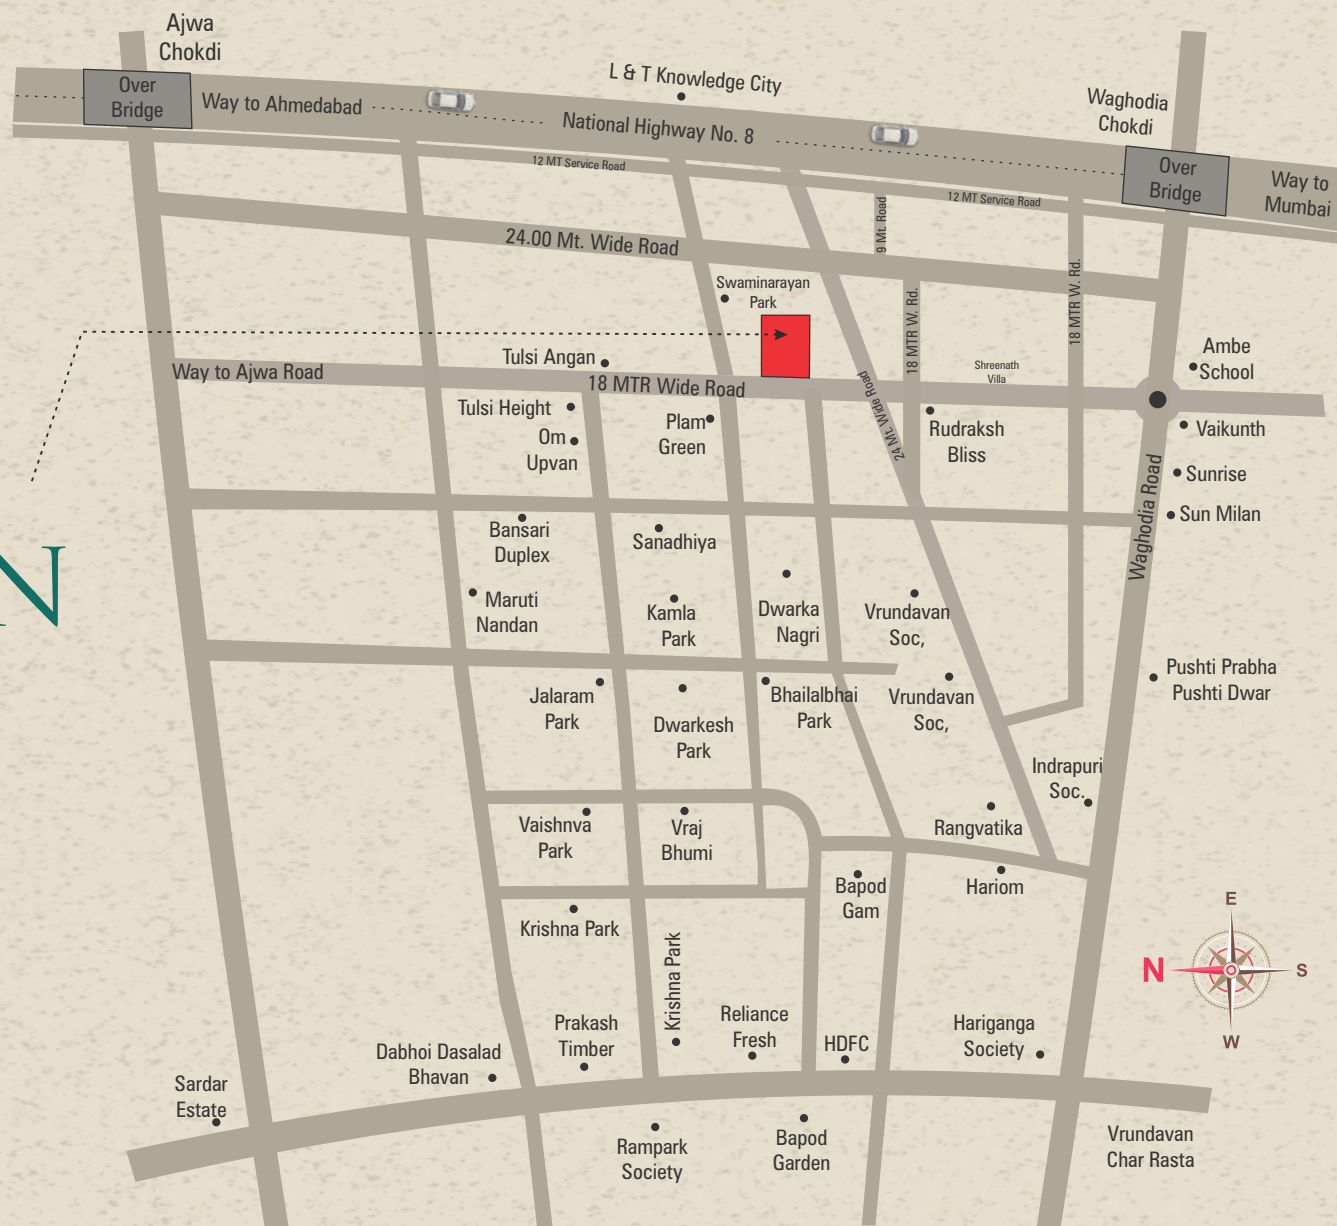 Ajwa
Chokdi
L & T Knowledge City
Waghodia
Chokdi
Over
Bridge
Way to Ahmedabad
National Highway No. 8
Over
Bridge
Way to
Mumbai
12 MT Service Road
12 MT Service Road
24.00 Mt. Wide Road
9 Mt. Road
18 MTR W. Rd.
18 MTR W. Rd.
Swaminarayan
Park
Tulsi Angan
Way to Ajwa Road
18 MTR Wide Road
24 Mt. Wide Road
Shreenath
Villa
Ambe
School
Tulsi Height
Om
Upvan
Plam
Green
Rudraksh
Bliss
Vaikunth
Sunrise
Sun Milan
Waghodia Road
Bansari
Duplex
Sanadhiya
N
Maruti
Nandan
Kamla
Park
Dwarka
Nagri
Vrundavan
Soc,
Jalaram
Park
Dwarkesh
Park
Bhailalbhai
Park
Vrundavan
Soc,
Pushti Prabha
Pushti Dwar
Indrapuri
Soc.
Vaishnva
Park
Vraj
Bhumi
Rangvatika
Bapod
Gam
Hariom
Krishna Park
Krishna Park
E
N
S
W
Prakash
Timber
Reliance
Fresh
HDFC
Hariganga
Society
Dabhoi Dasalad
Bhavan
Sardar
Estate
Rampark
Society
Bapod
Garden
Vrundavan
Char Rasta